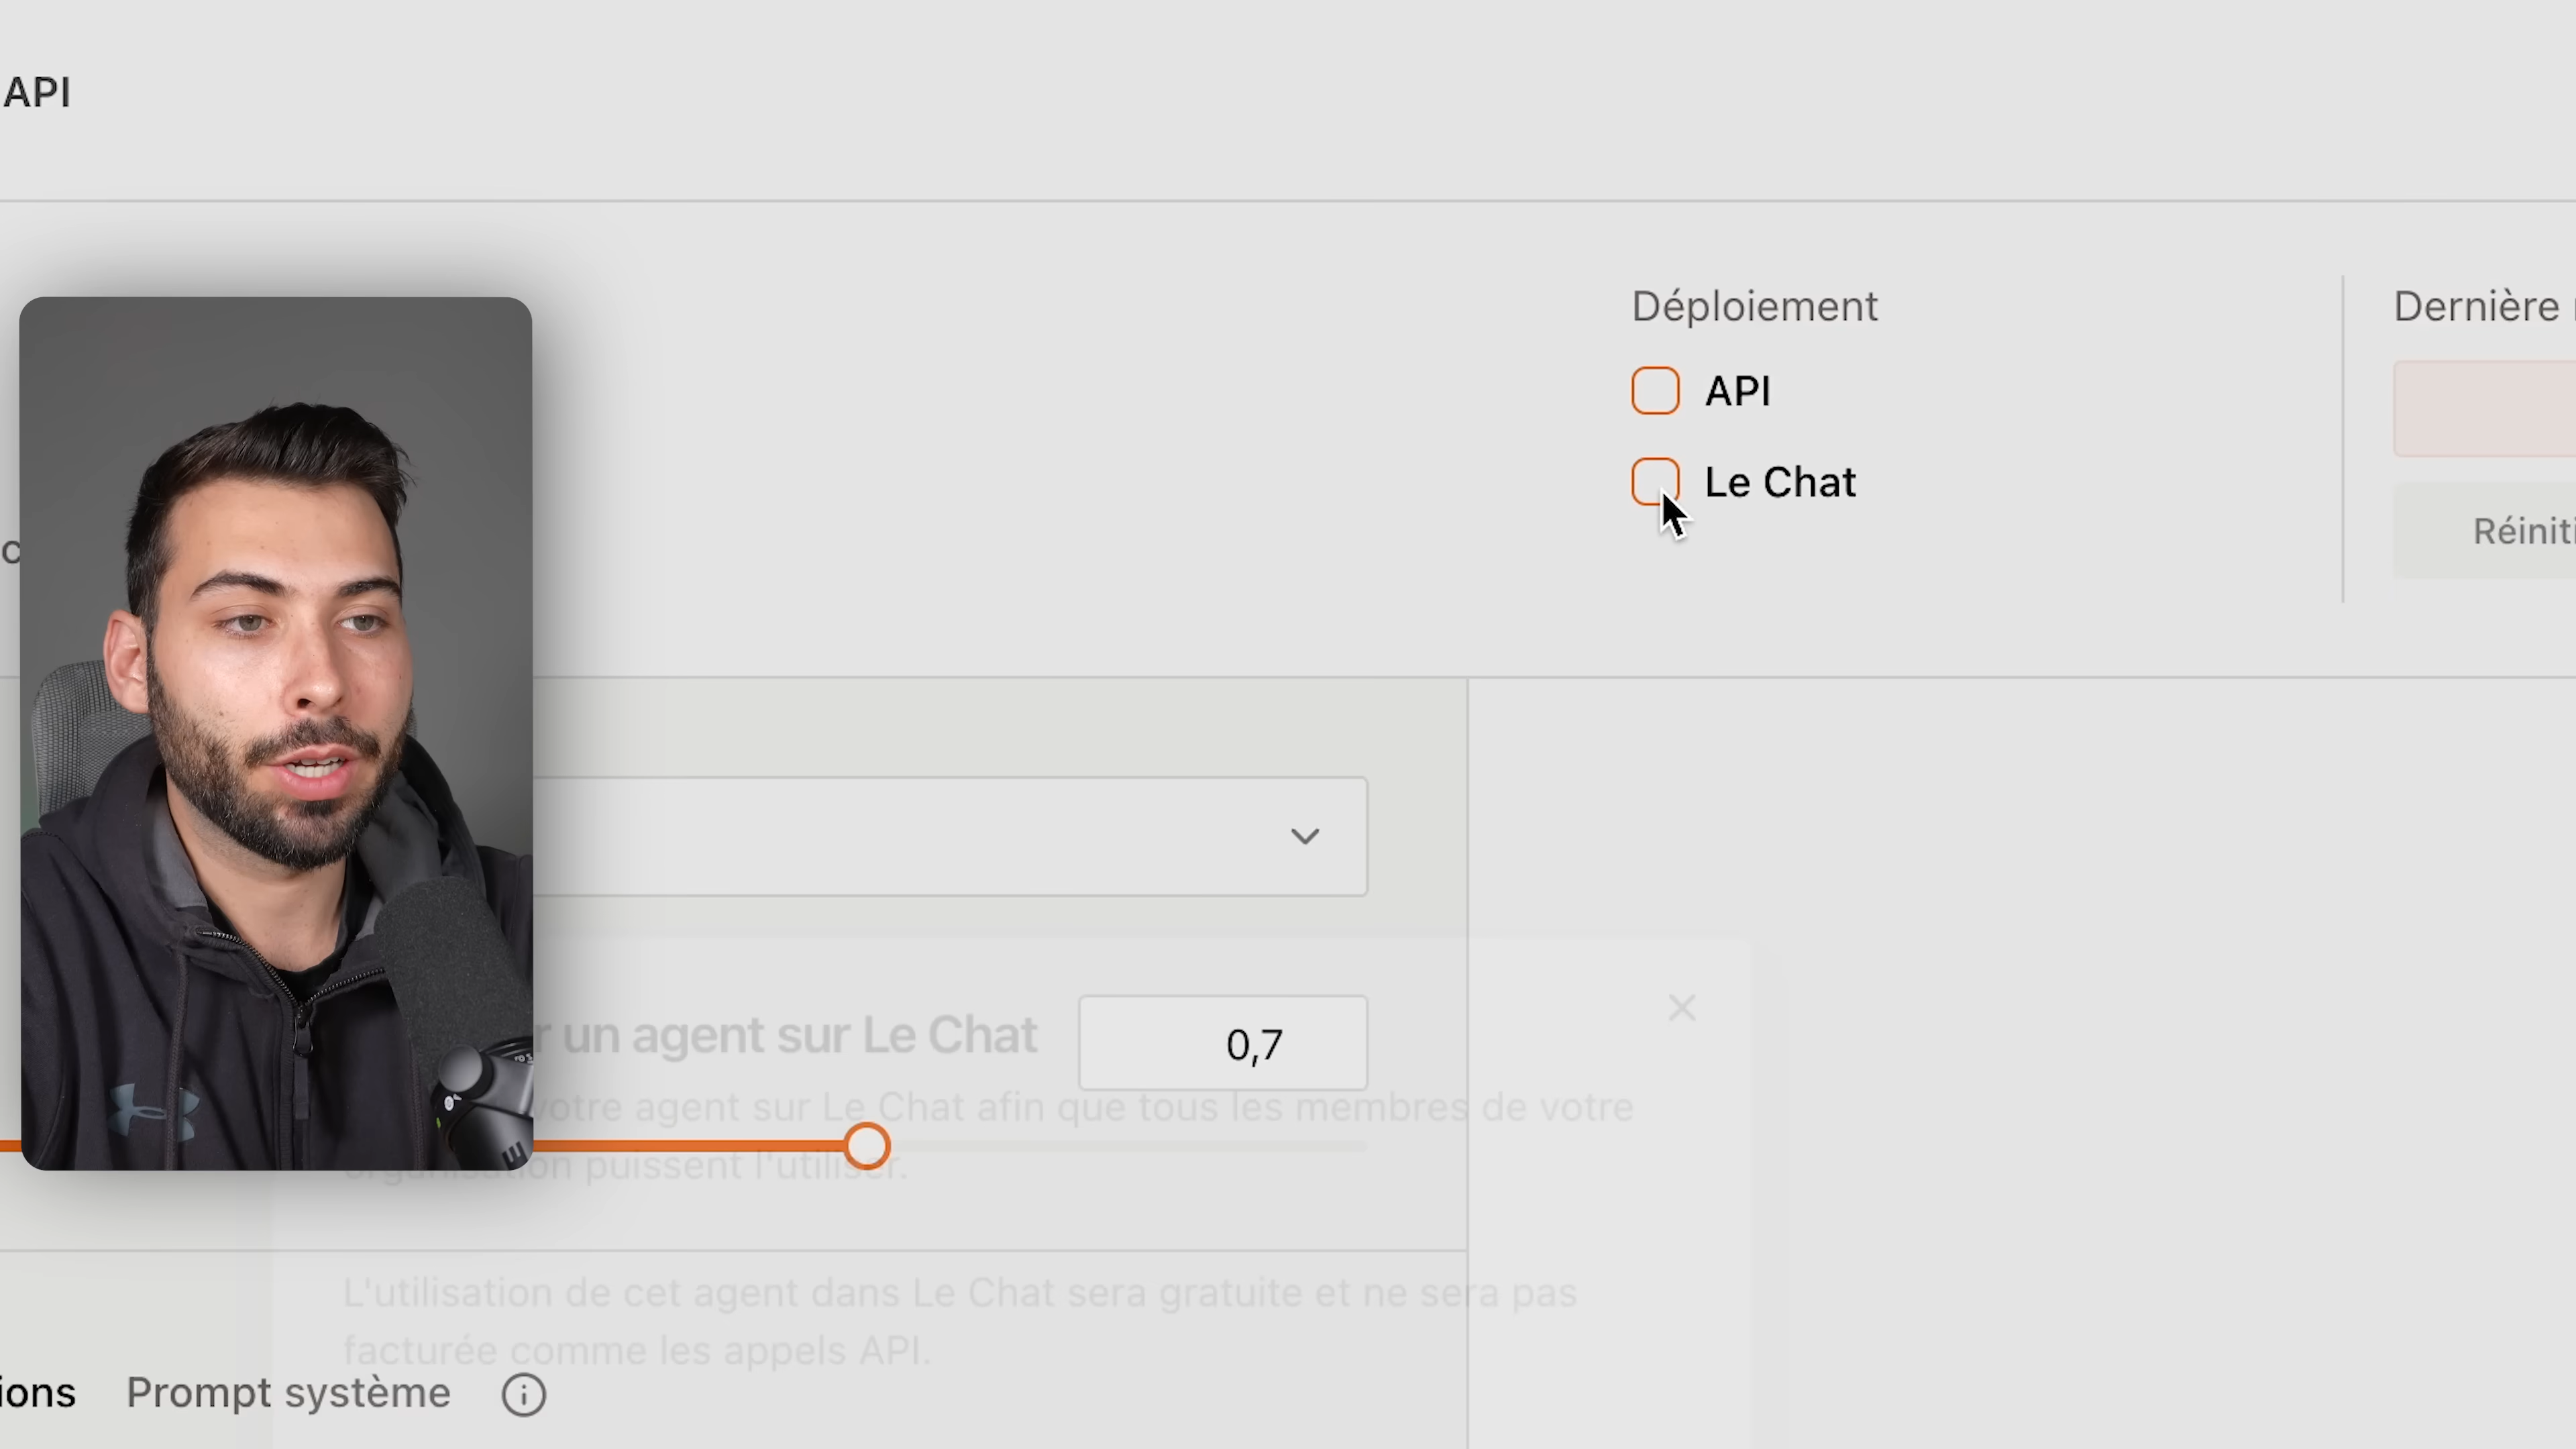 API
Déploiement
API
Le Chat
Dernière
Réiniti
r un agent sur Le Chat
0,7
votre agent sur Le Chat afin que tous les membres de votre
organisation puissent l'utiliser.
L'utilisation de cet agent dans Le Chat sera gratuite et ne sera pas
facturée comme les appels API.
ions
Prompt système